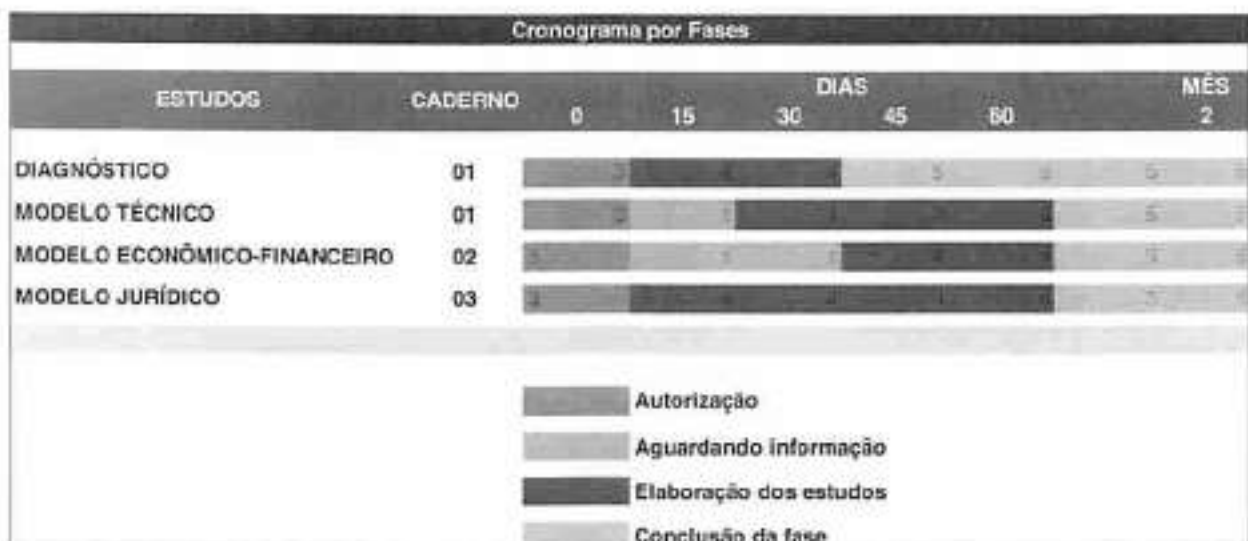 Cronograma por Fases
ESTUDOS CADERNO DIAS MÊS
0 15 30 45 60 2
DIAGNÓSTICO 01
MODELO TÉCNICO 01
MODELO ECONÔMICO-FINANCEIRO 02
MODELO JURÍDICO 03
Autorização
Aguardando informação
Elaboração dos estudos
Conclusão da fase